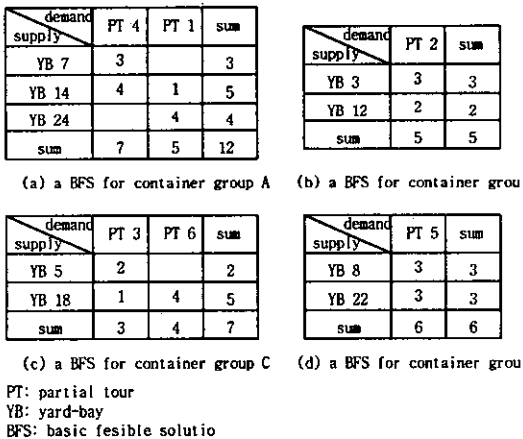 demand PT 4 PT 1 sum
supply
YB 7 3 3
YB 14 4 1 5
YB 24 4 4
sum 7 5 12
(a) a BFS for container group A
demand PT 2 sum
supply
YB 3 3 3
YB 12 2 2
sum 5 5
(b) a BFS for container grou
demand PT 3 PT 6 sum
supply
YB 5 2 2
YB 18 1 4 5
sum 3 4 7
(c) a BFS for container group C
demand PT 5 sum
supply
YB 8 3 3
YB 22 3 3
sum 6 6
(d) a BFS for container grou
PT: partial tour
YB: yard-bay
BFS: basic fesible solutio